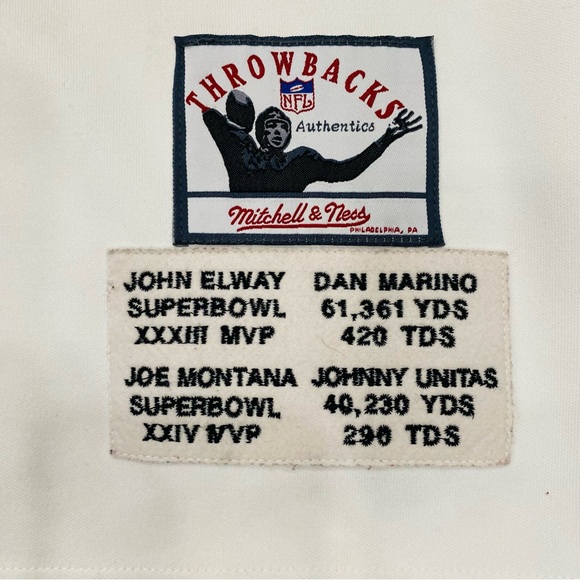 THROWBACKS
NFL
Authentics
Mitchell & Ness
PHILADELPHIA, PA
JOHN ELWAY
SUPERBOWL
XXXIII MVP
DAN MARINO
61,361 YDS
420 TDS
JOE MONTANA
SUPERBOWL
XXIV MVP
JOHNNY UNITAS
40,230 YDS
290 TDS